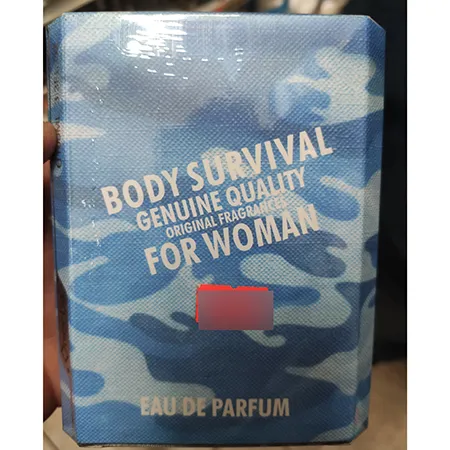 BODY SURVIVAL
GENUINE QUALITY
ORIGINAL FRAGRANCES
FOR WOMAN
EAU DE PARFUM